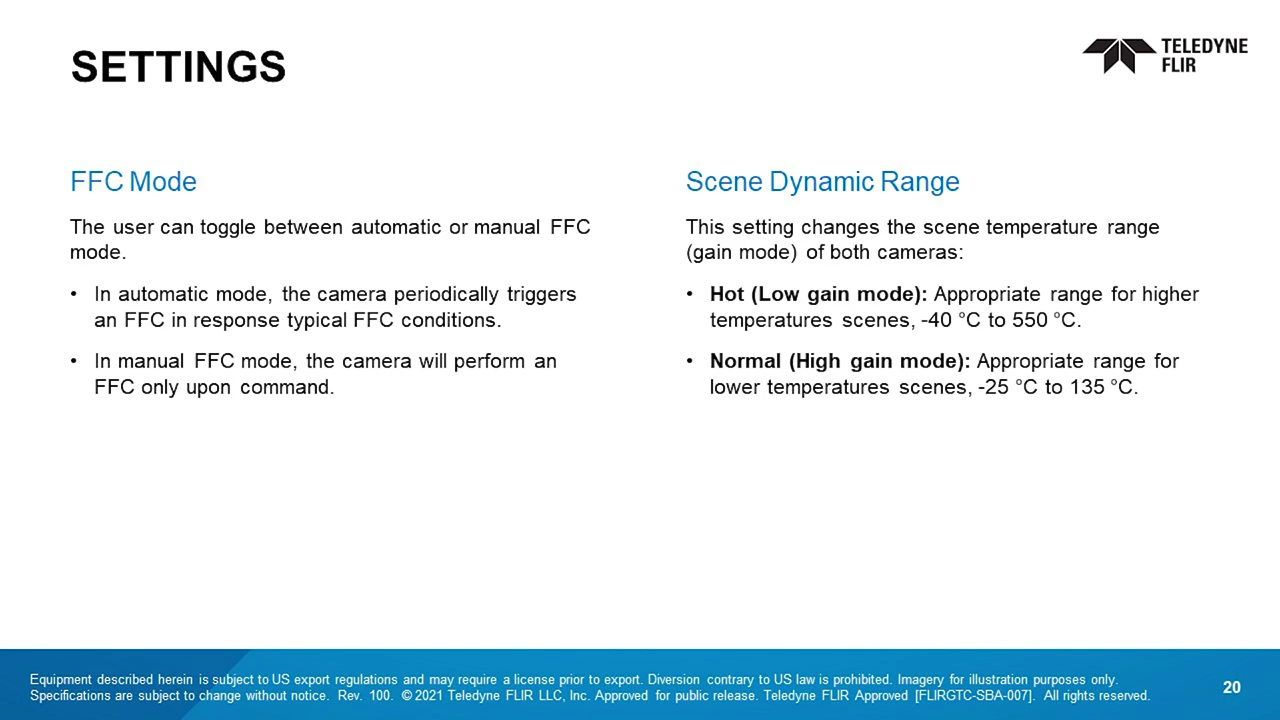 SETTINGS
TELEDYNE
FLIR
FFC Mode
The user can toggle between automatic or manual FFC
mode.
• In automatic mode, the camera periodically triggers
an FFC in response typical FFC conditions.
• In manual FFC mode, the camera will perform an
FFC only upon command.
Scene Dynamic Range
This setting changes the scene temperature range
(gain mode) of both cameras:
• Hot (Low gain mode): Appropriate range for higher
temperatures scenes, -40 °C to 550 °C.
• Normal (High gain mode): Appropriate range for
lower temperatures scenes, -25 °C to 135 °C.
Equipment described herein is subject to US export regulations and may require a license prior to export. Diversion contrary to US law is prohibited. Imagery for illustration purposes only.
Specifications are subject to change without notice. Rev. 100. © 2021 Teledyne FLIR LLC, Inc. Approved for public release. Teledyne FLIR Approved [FLIRGTC-SBA-007]. All rights reserved.
20